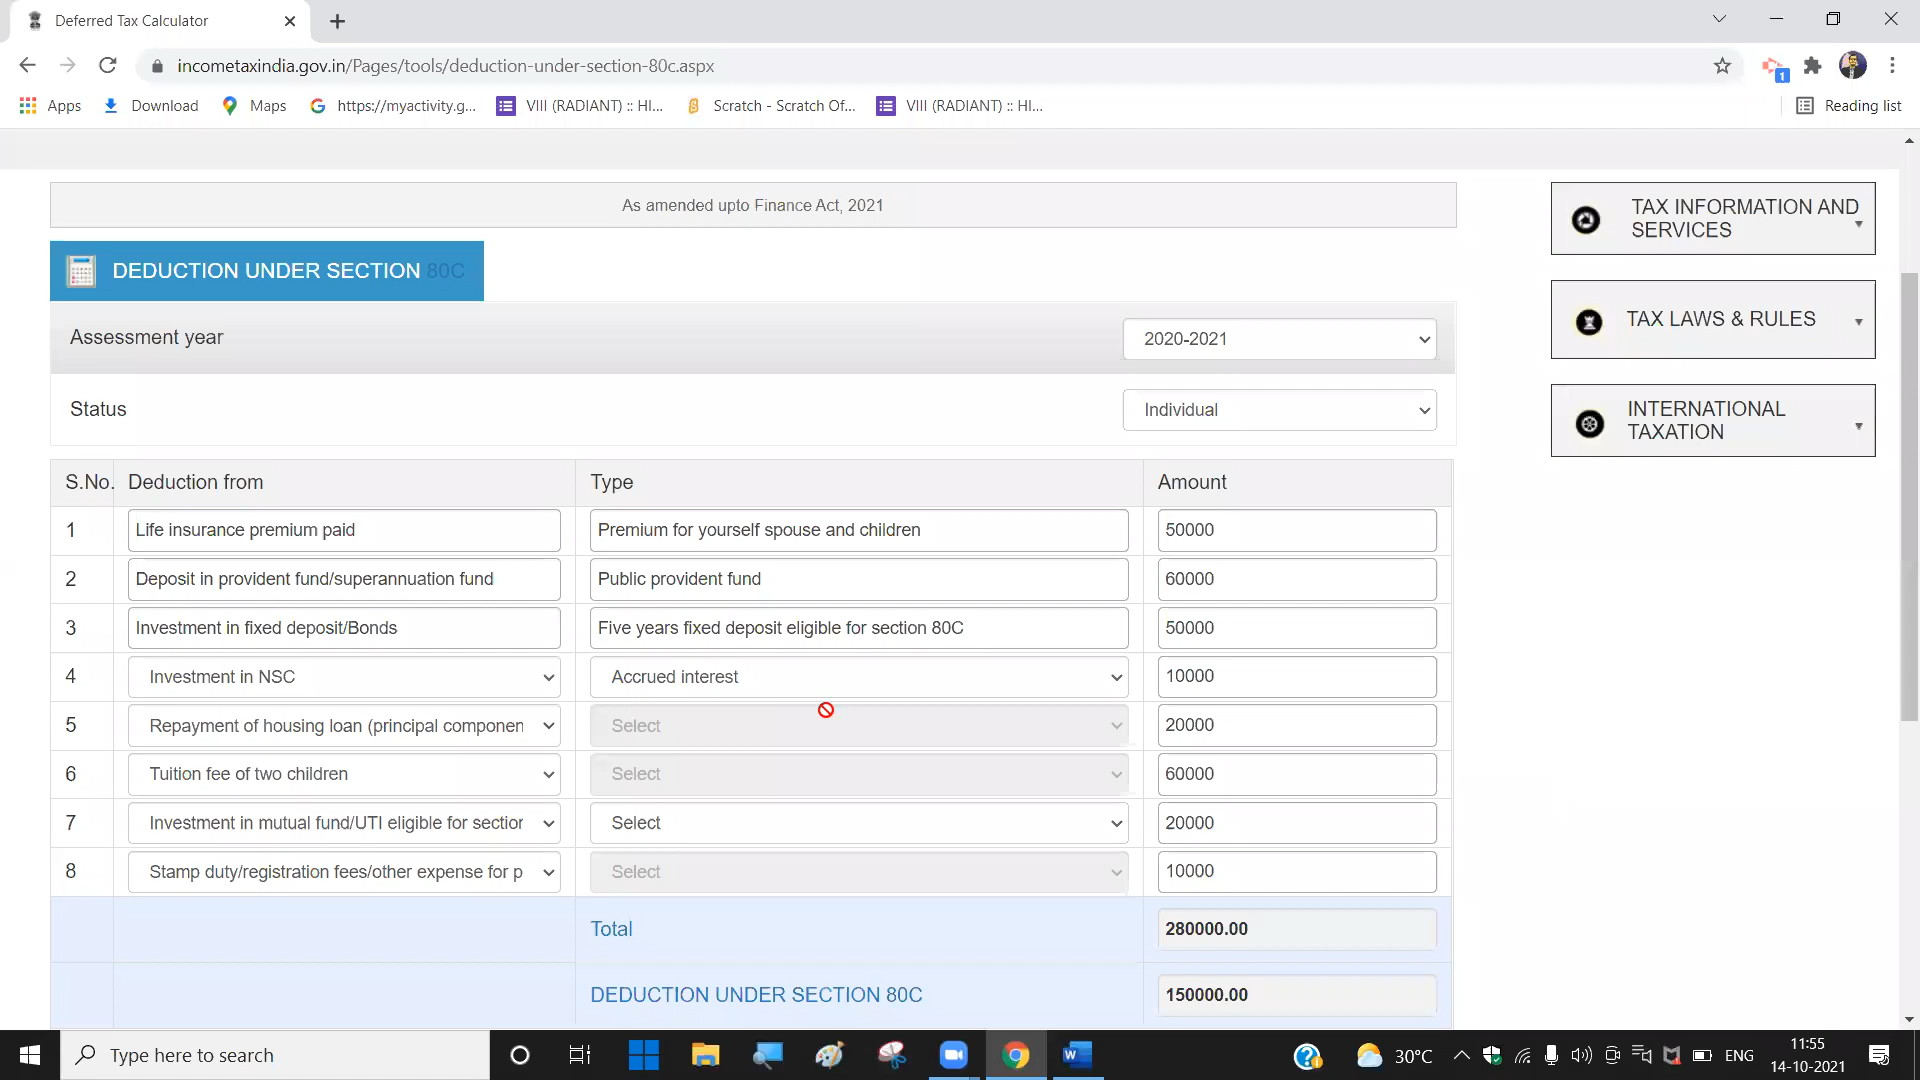 Deferred Tax Calculator
incometaxindia.gov.in/Pages/tools/deduction-under-section-80c.aspx
1
Apps
Download
Maps
https://myactivity.g...
VIII (RADIANT) :: HI...
Scratch - Scratch Of...
VIII (RADIANT) :: HI...
Reading list
As amended upto Finance Act, 2021
DEDUCTION UNDER SECTION 80C
Assessment year
2020-2021
Status
Individual
S.No. Deduction from Type Amount
1 Life insurance premium paid Premium for yourself spouse and children 50000
2 Deposit in provident fund/superannuation fund Public provident fund 60000
3 Investment in fixed deposit/Bonds Five years fixed deposit eligible for section 80C 50000
4 Investment in NSC Accrued interest 10000
5 Repayment of housing loan (principal componen Select 20000
6 Tuition fee of two children Select 60000
7 Investment in mutual fund/UTI eligible for section Select 20000
8 Stamp duty/registration fees/other expense for p Select 10000
Total 280000.00
DEDUCTION UNDER SECTION 80C 150000.00
TAX INFORMATION AND
SERVICES
TAX LAWS & RULES
INTERNATIONAL
TAXATION
Type here to search
30°C
ENG
11:55
14-10-2021